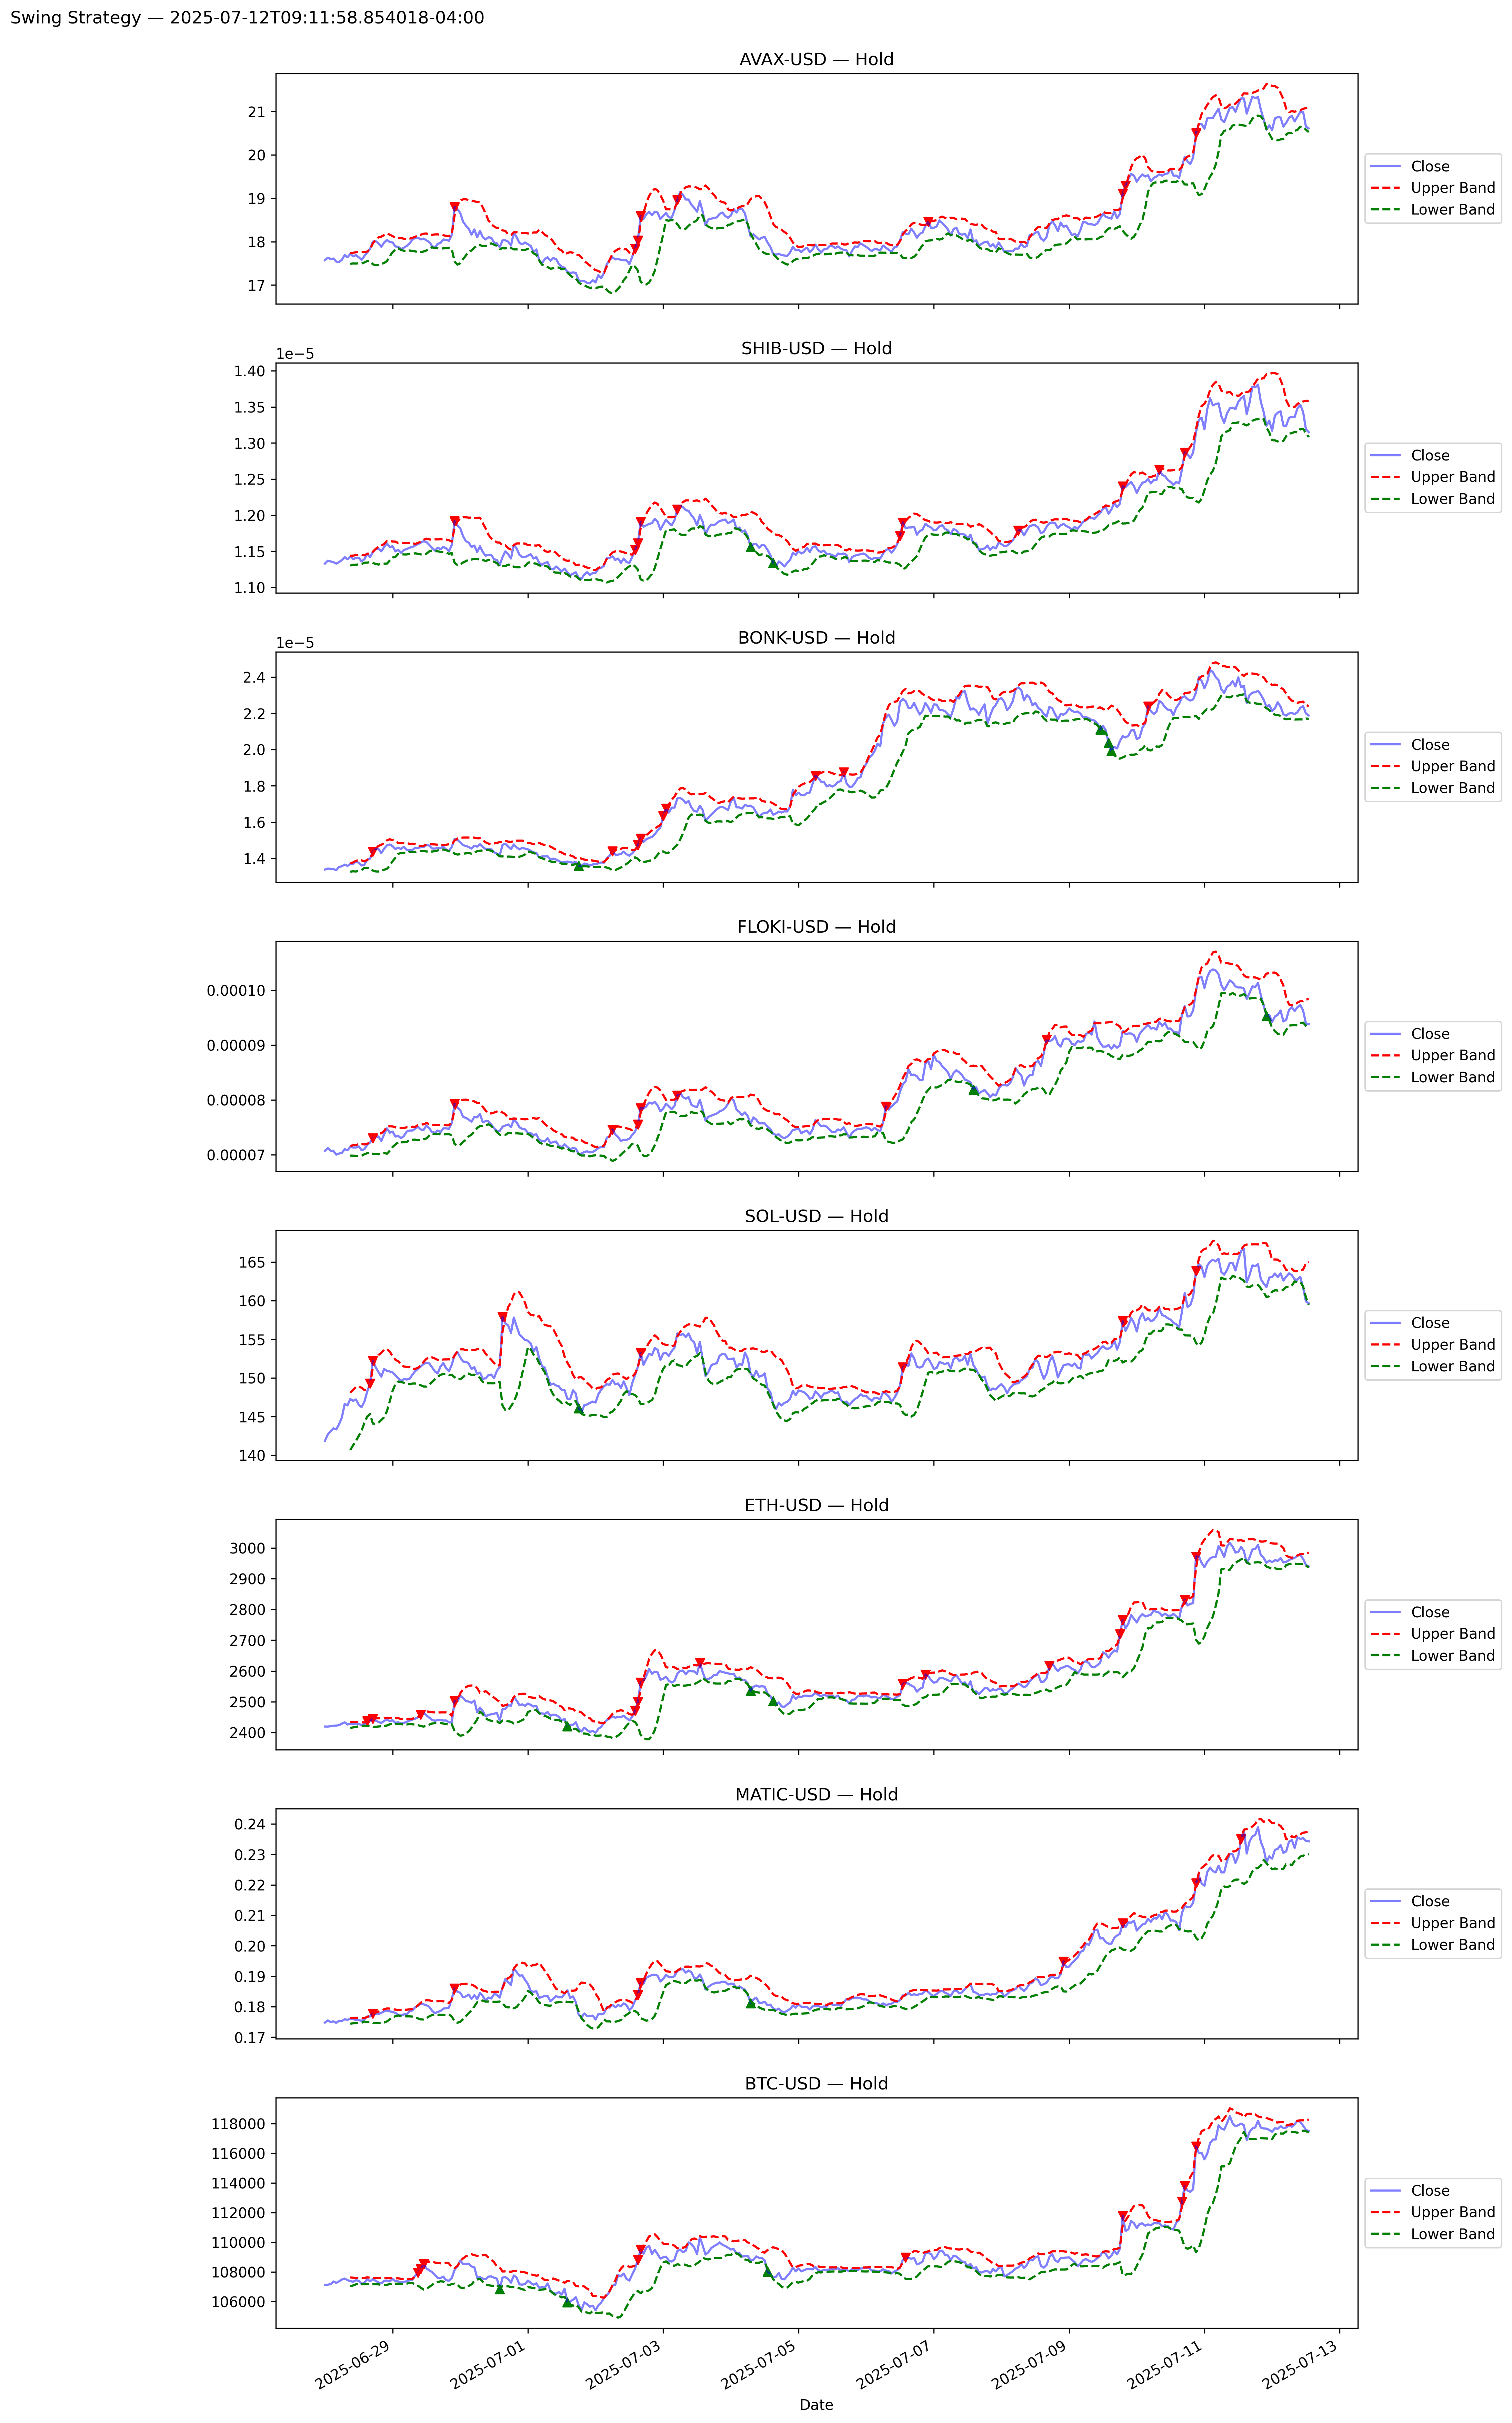 Swing Strategy — 2025-07-12T09:11:58.854018-04:00
AVAX-USD — Hold
21
20
19
18
17
Close
Upper Band
Lower Band
SHIB-USD — Hold
1e−5
1.40
1.35
1.30
1.25
1.20
1.15
1.10
Close
Upper Band
Lower Band
BONK-USD — Hold
1e−5
2.4
2.2
2.0
1.8
1.6
1.4
Close
Upper Band
Lower Band
FLOKI-USD — Hold
0.00010
0.00009
0.00008
0.00007
Close
Upper Band
Lower Band
SOL-USD — Hold
165
160
155
150
145
140
Close
Upper Band
Lower Band
ETH-USD — Hold
3000
2900
2800
2700
2600
2500
2400
Close
Upper Band
Lower Band
MATIC-USD — Hold
0.24
0.23
0.22
0.21
0.20
0.19
0.18
0.17
Close
Upper Band
Lower Band
BTC-USD — Hold
118000
116000
114000
112000
110000
108000
106000
Close
Upper Band
Lower Band
2025-06-29
2025-07-01
2025-07-03
2025-07-05
2025-07-07
2025-07-09
2025-07-11
2025-07-13
Date